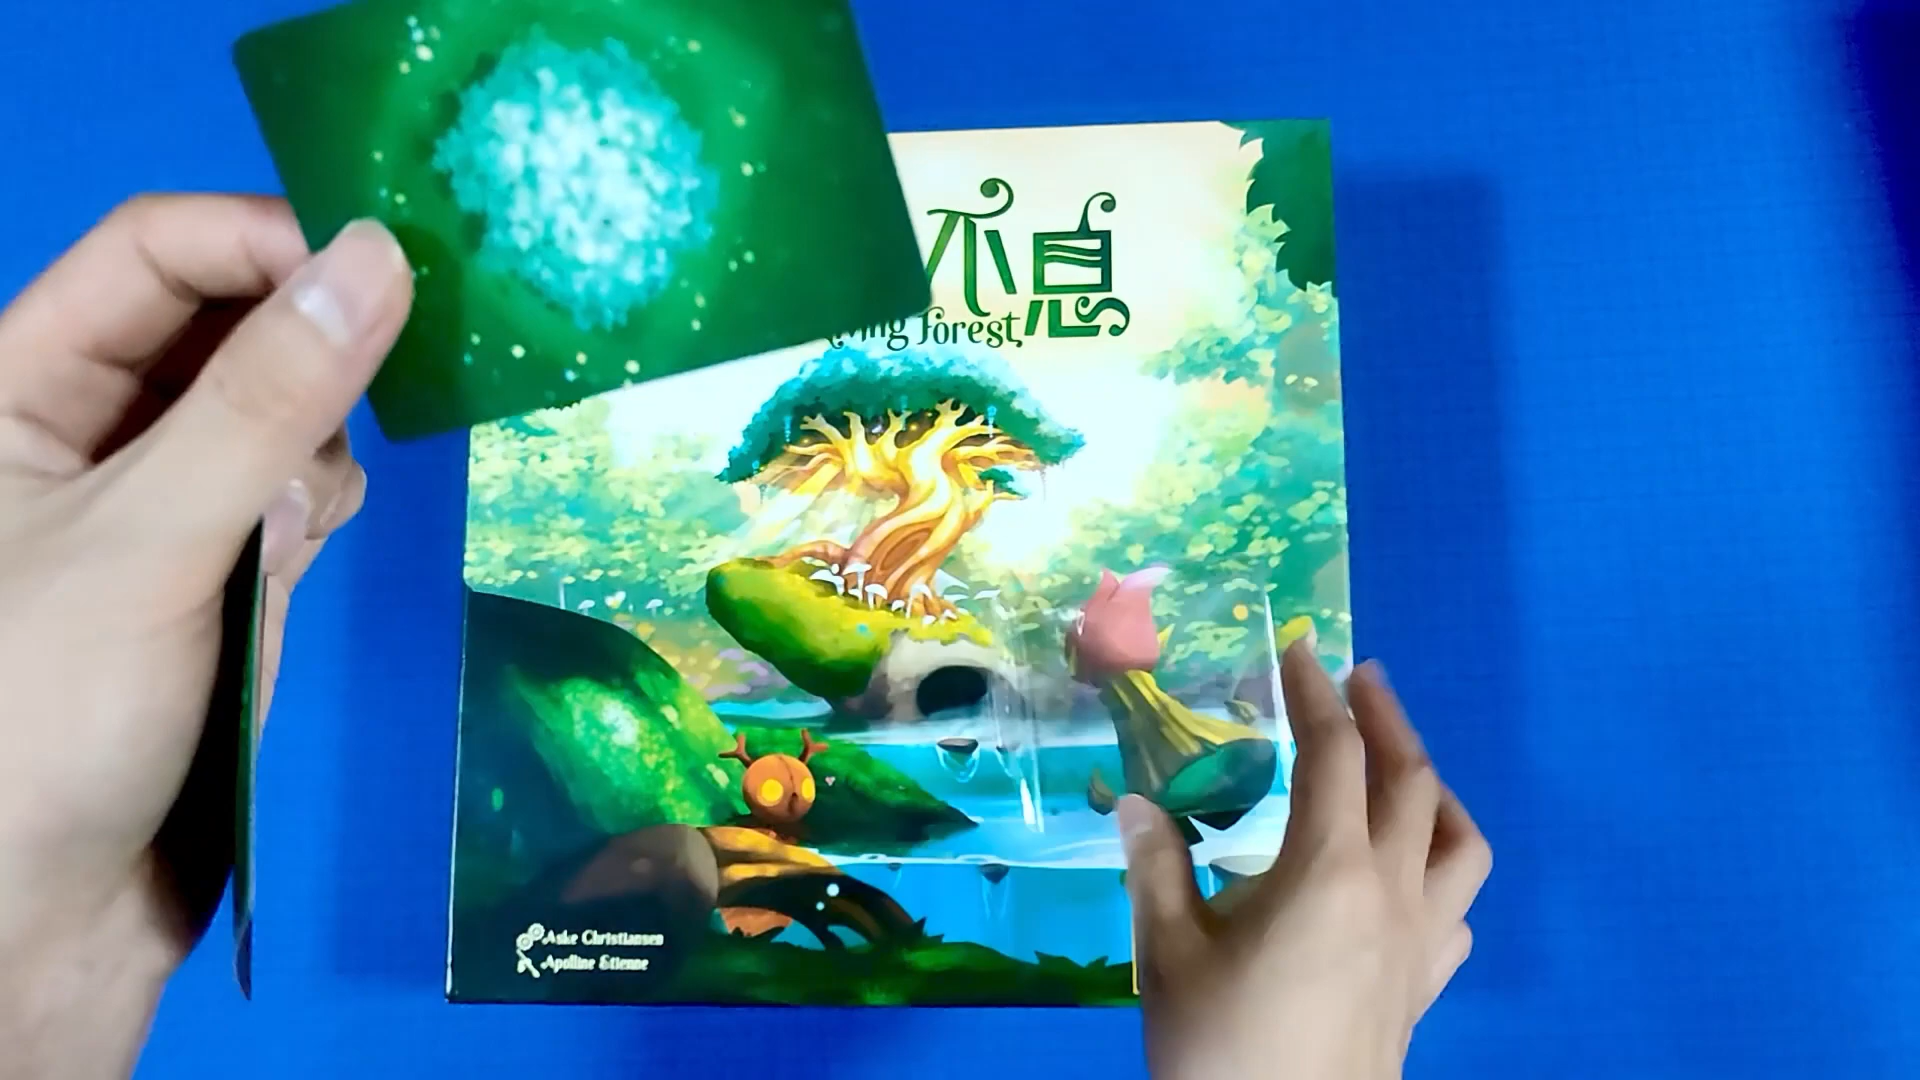 不息
ving Forest
Aske Christiansen
Apolline Etienne